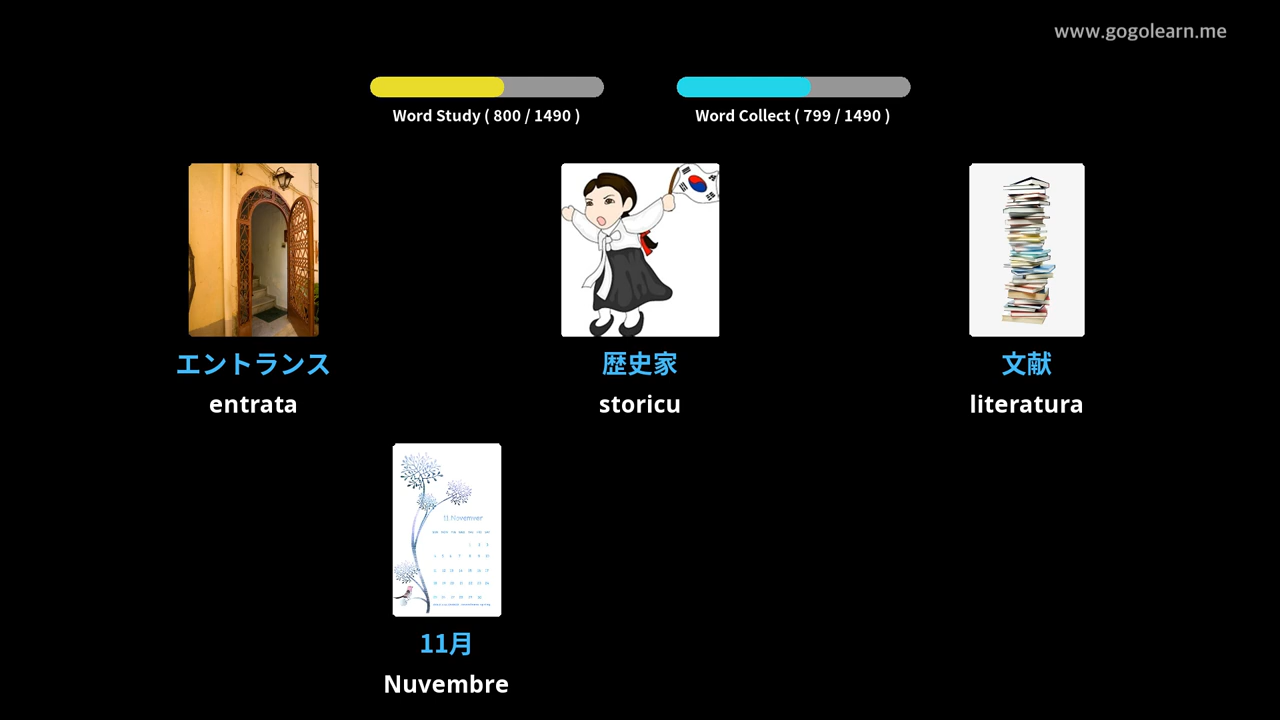 www.gogolearn.me
Word Study ( 800 / 1490 )
Word Collect ( 799 / 1490 )
エントランス
entrata
歴史家
storicu
文献
literatura
11月
Nuvembre